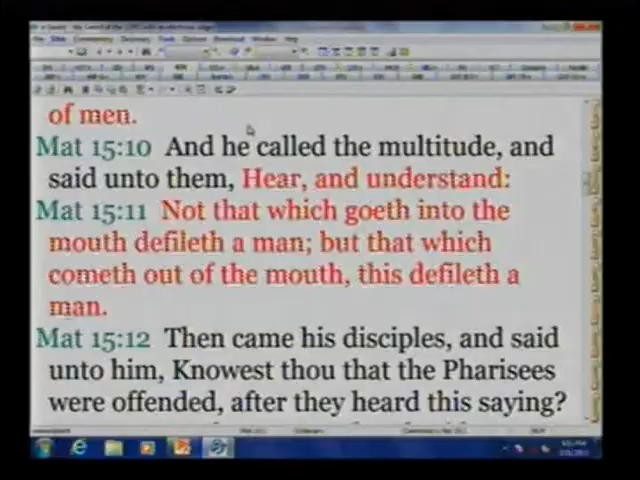 of men.
Mat 15:10 And he called the multitude, and
said unto them, Hear, and understand:
Mat 15:11 Not that which goeth into the
mouth defileth a man; but that which
cometh out of the mouth, this defileth a
man.
Mat 15:12 Then came his disciples, and said
unto him, Knowest thou that the Pharisees
were offended, after they heard this saying?